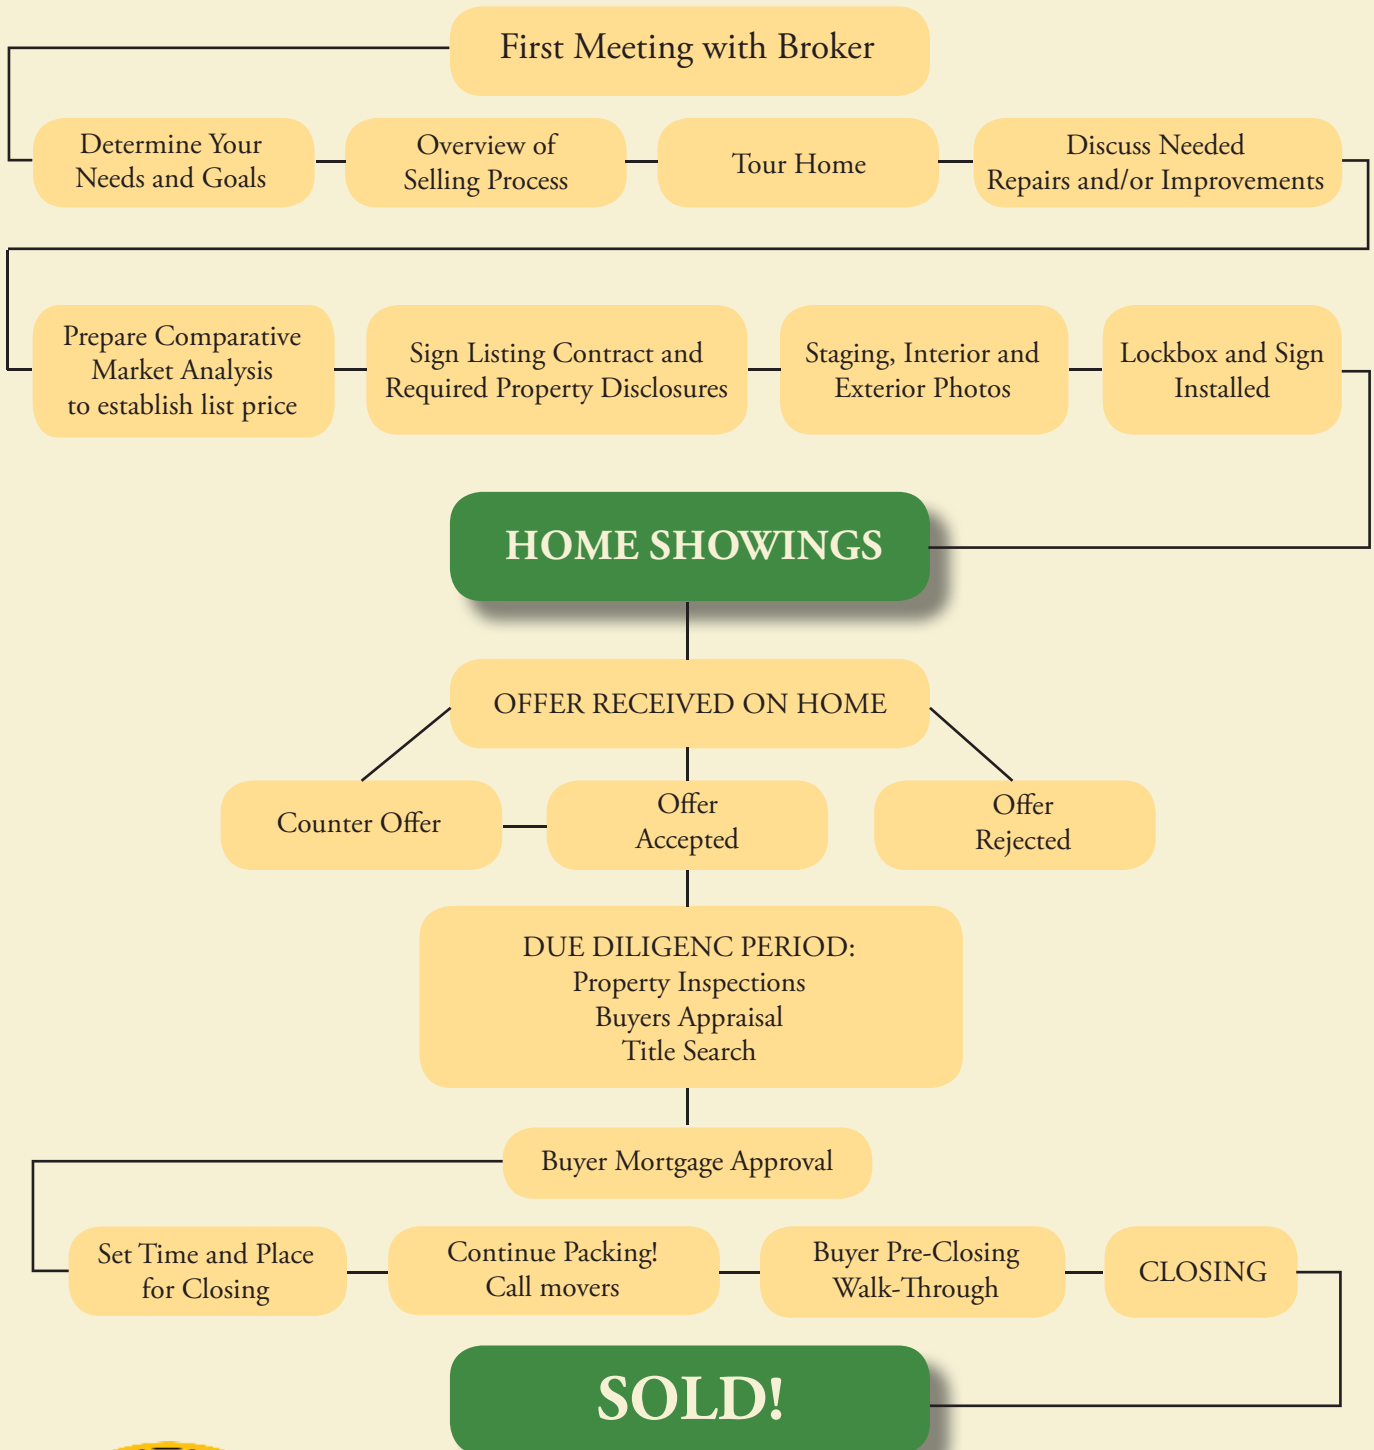 First Meeting with Broker
Determine Your
Needs and Goals
Overview of
Selling Process
Tour Home
Discuss Needed
Repairs and/or Improvements
Prepare Comparative
Market Analysis
to establish list price
Sign Listing Contract and
Required Property Disclosures
Staging, Interior and
Exterior Photos
Lockbox and Sign
Installed
HOME SHOWINGS
OFFER RECEIVED ON HOME
Counter Offer
Offer
Accepted
Offer
Rejected
DUE DILIGENC PERIOD:
Property Inspections
Buyers Appraisal
Title Search
Buyer Mortgage Approval
Set Time and Place
for Closing
Continue Packing!
Call movers
Buyer Pre-Closing
Walk-Through
CLOSING
SOLD!